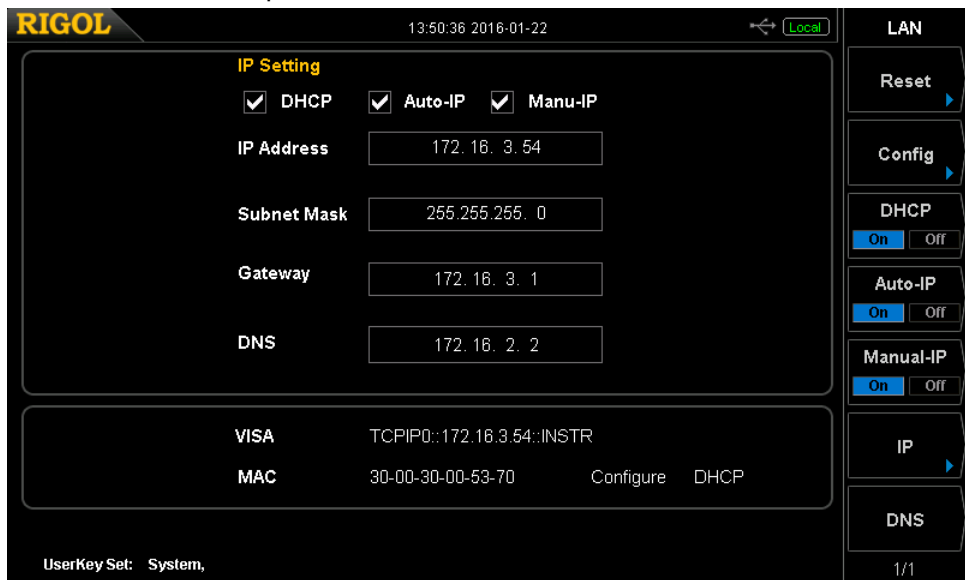 RIGOL 13:50:36 2016-01-22 Local
IP Setting
DHCP Auto-IP Manu-IP
IP Address 172. 16. 3. 54
Subnet Mask 255.255.255. 0
Gateway 172. 16. 3. 1
DNS 172. 16. 2. 2
VISA TCPIP0::172.16.3.54::INSTR
MAC 30-00-30-00-53-70 Configure DHCP
UserKey Set: System,
LAN
Reset
Config
DHCP
On Off
Auto-IP
On Off
Manual-IP
On Off
IP
DNS
1/1